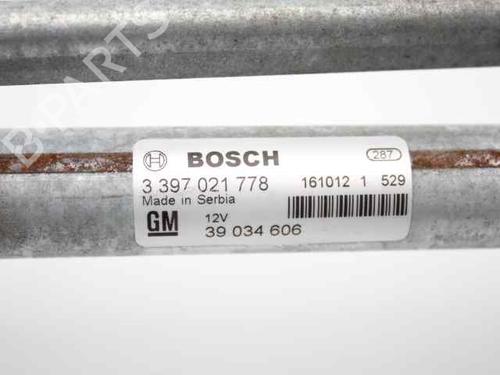 B-PARTS
BOSCH 287
3 397 021 778 161012 1 529
Made in Serbia
GM 12V
39 034 606